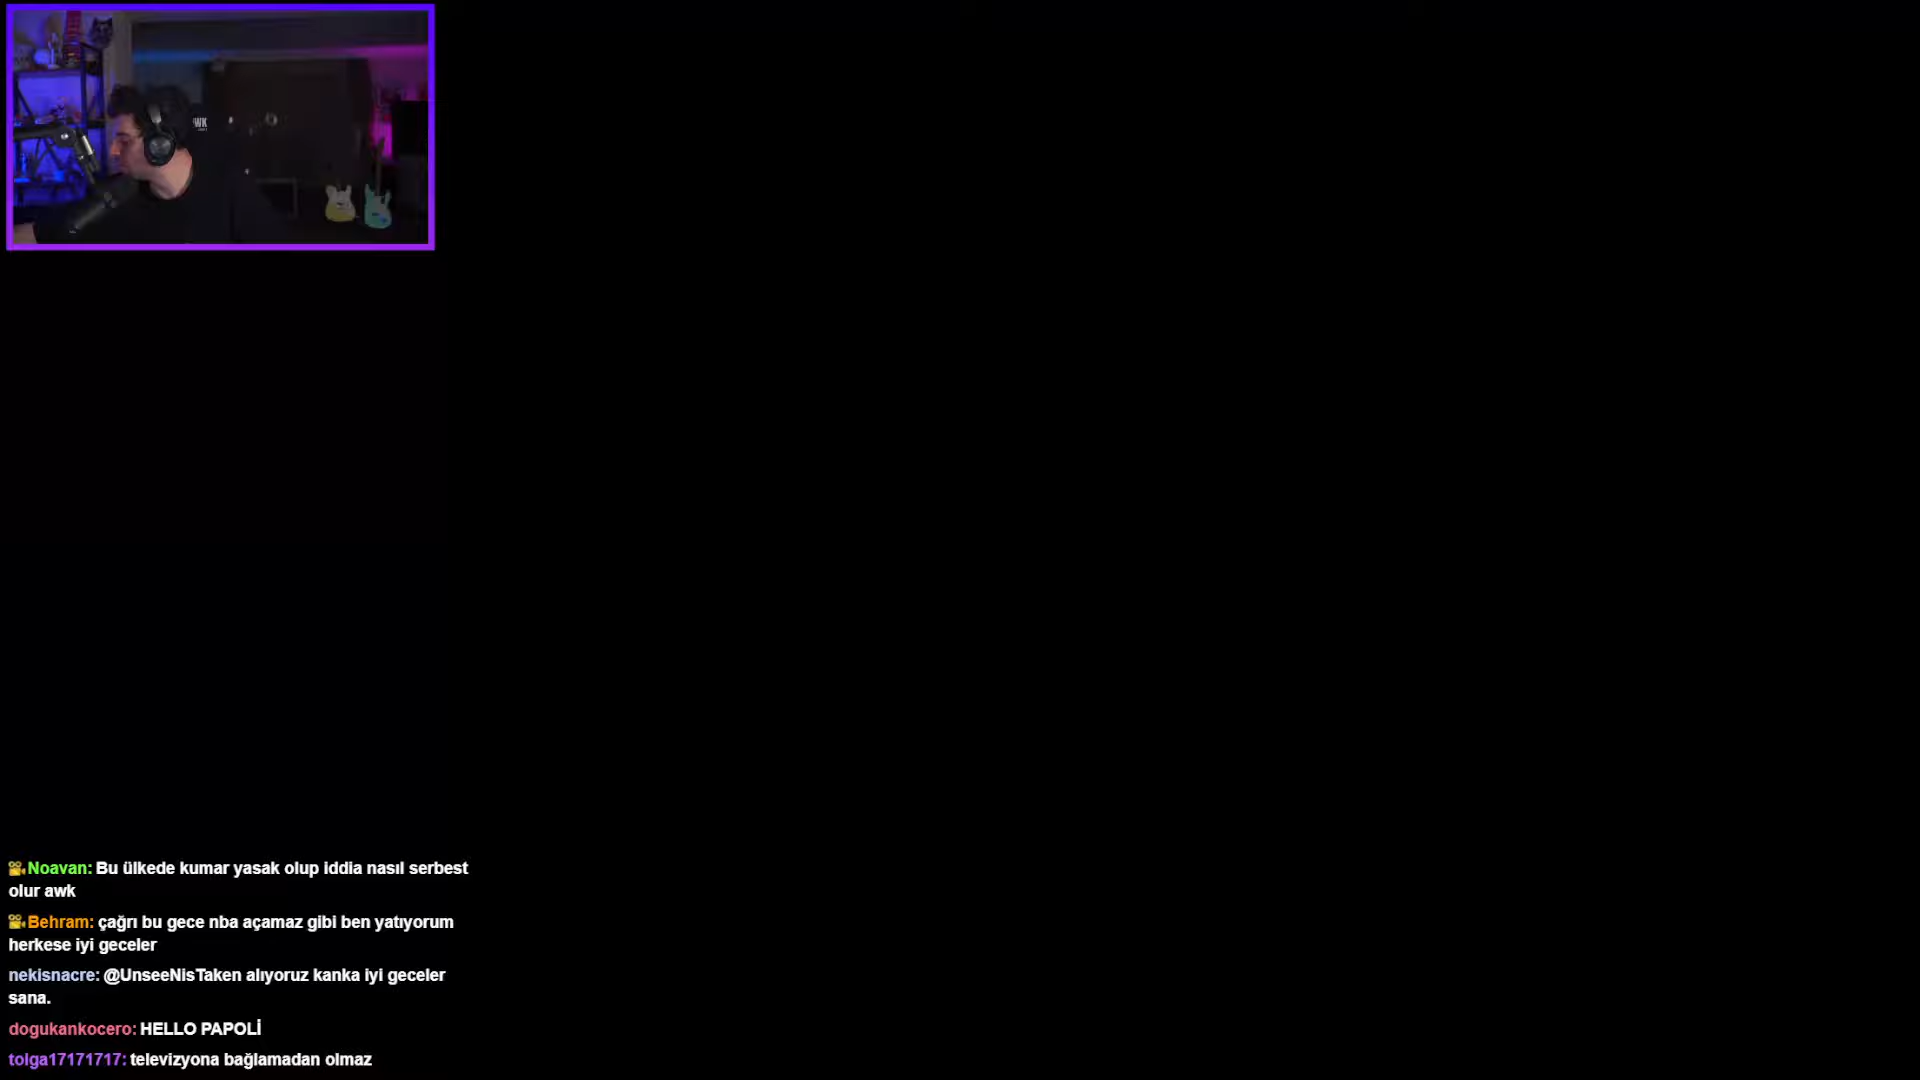 WK
Noavan: Bu ülkede kumar yasak olup iddia nasıl serbest
olur awk
Behram: çağrı bu gece nba açamaz gibi ben yatıyorum
herkese iyi geceler
nekisnacre: @UnseeNisTaken alıyoruz kanka iyi geceler
sana.
dogukankocero: HELLO PAPOLİ
tolga17171717: televizyona bağlamadan olmaz